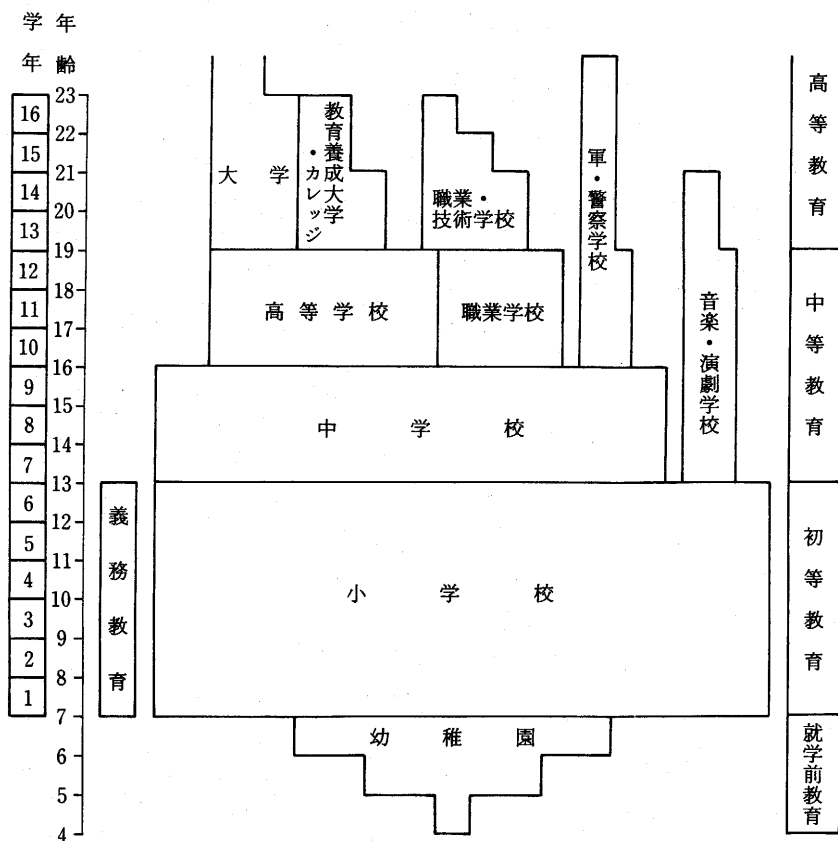 学年
年齢
23
22
21
20
19
18
17
16
15
14
13
12
11
10
9
8
7
6
5
4
16
15
14
13
12
11
10
9
8
7
6
5
4
3
2
1
義務教育
大学
教育養成大学
・カレッジ
職業・
技術学校
軍・警察学校
高等学校
職業学校
音楽・演劇学校
中学校
小学校
幼稚園
高等教育
中等教育
初等教育
就学前教育